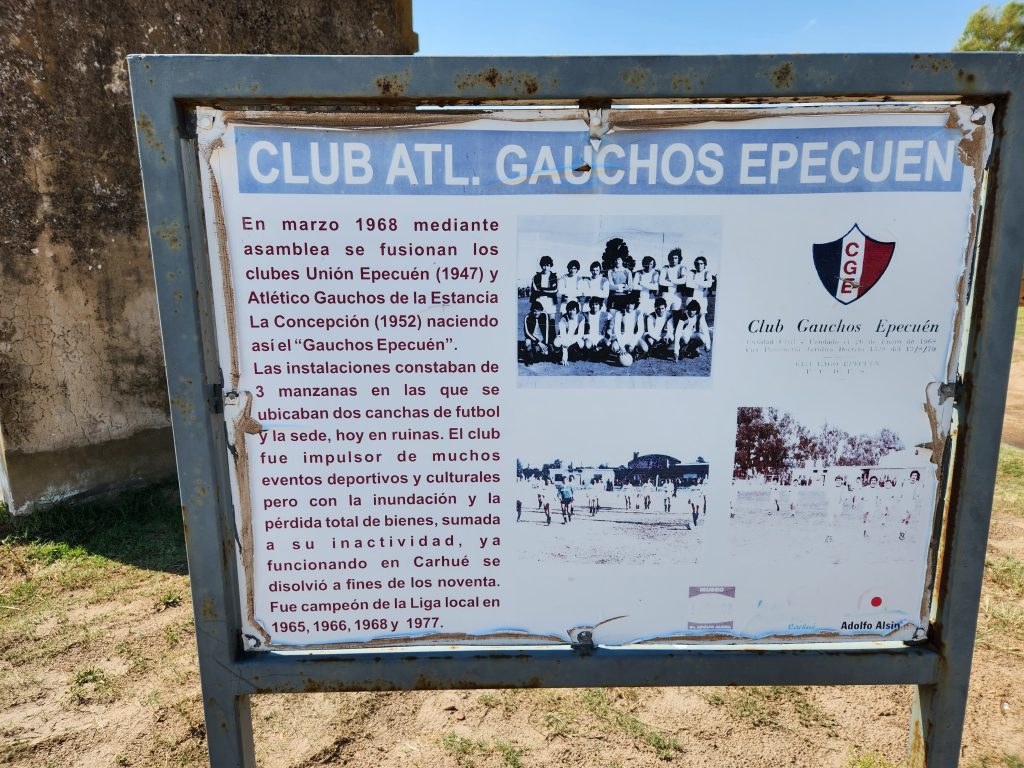 CLUB ATL. GAUCHOS EPECUEN
En marzo 1968 mediante
asamblea se fusionan los
clubes Unión Epecuén (1947) y
Atlético Gauchos de la Estancia
La Concepción (1952) naciendo
así el “Gauchos Epecuén”.
Las instalaciones constaban de
3 manzanas en las que se
ubicaban dos canchas de futbol
y la sede, hoy en ruinas. El club
fue impulsor de muchos
eventos deportivos y culturales
pero con la inundación y la
pérdida total de bienes, sumada
a su inactividad, ya
funcionando en Carhué se
disolvió a fines de los noventa.
Fue campeón de la Liga local en
1965, 1966, 1968 y 1977.
CGE
Club Gauchos Epecuén
MUSEO
Carhué
Adolfo Alsin